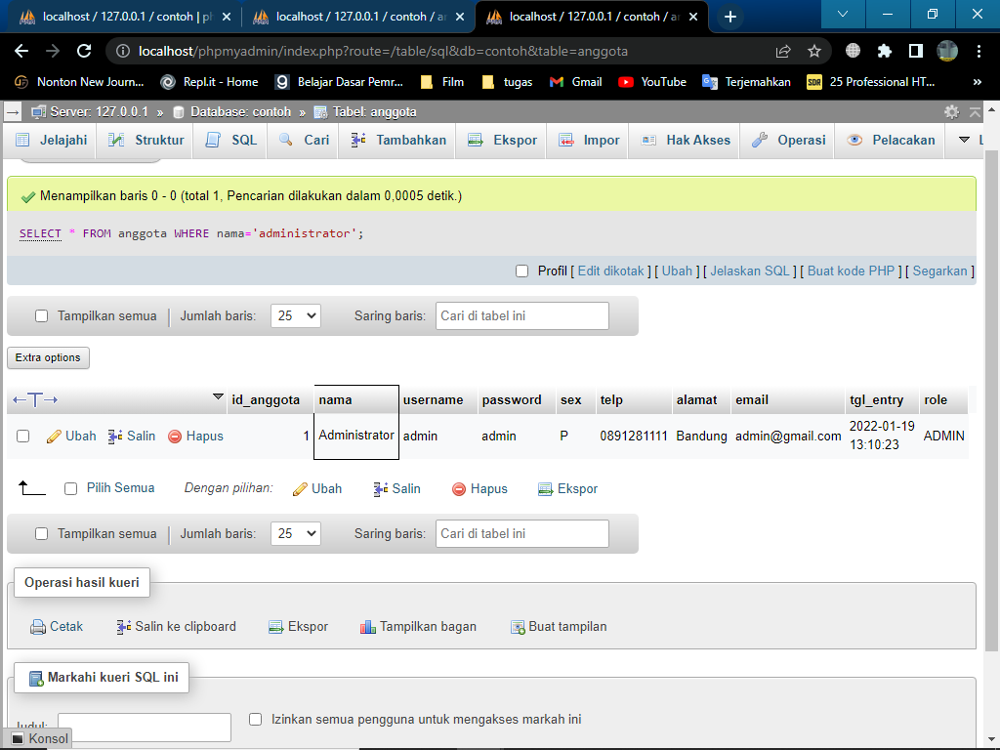 localhost / 127.0.0.1 / contoh | ph
localhost / 127.0.0.1 / contoh / ar
localhost / 127.0.0.1 / contoh / ar
localhost/phpmyadmin/index.php?route=/table/sql&db=contoh&table=anggota
Nonton New Journ... RepLit - Home Belajar Dasar Pemr... Film tugas Gmail YouTube Terjemahkan SDR 25 Professional HT... »
Server: 127.0.0.1 » Database: contoh » Tabel: anggota
Jelajahi Struktur SQL Cari Tambahkan Ekspor Impor Hak Akses Operasi Pelacakan
Menampilkan baris 0 - 0 (total 1, Pencarian dilakukan dalam 0,0005 detik.)
SELECT * FROM anggota WHERE nama='administrator';
Profil [ Edit dikotak ] [ Ubah ] [ Jelaskan SQL ] [ Buat kode PHP ] [ Segarkan ]
Tampilkan semua | Jumlah baris: 25 Saring baris: Cari di tabel ini
Extra options
←T→ id_anggota nama username password sex telp alamat email tgl_entry role
Ubah Salin Hapus 1 Administrator admin admin P 0891281111 Bandung admin@gmail.com 2022-01-19 13:10:23 ADMIN
Pilih Semua Dengan pilihan: Ubah Salin Hapus Ekspor
Tampilkan semua | Jumlah baris: 25 Saring baris: Cari di tabel ini
Operasi hasil kueri
Cetak Salin ke clipboard Ekspor Tampilkan bagan Buat tampilan
Markahi kueri SQL ini
Judul: Izinkan semua pengguna untuk mengakses markah ini
Konsol